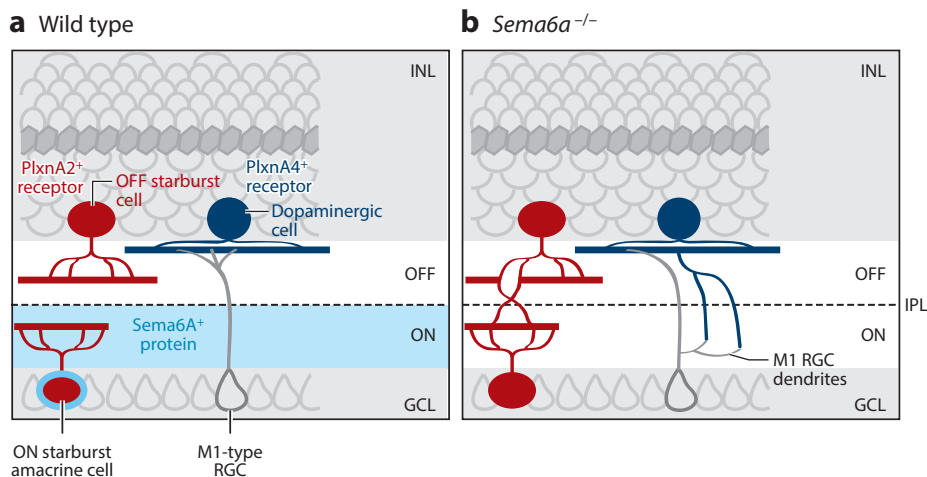 a Wild type
INL
PlxnA2+
receptor
OFF starburst
cell
PlxnA4+
receptor
Dopaminergic
cell
OFF
Sema6A+
protein
ON
GCL
ON starburst
amacrine cell
M1-type
RGC
b Sema6a –/–
INL
OFF
IPL
ON
M1 RGC
dendrites
GCL